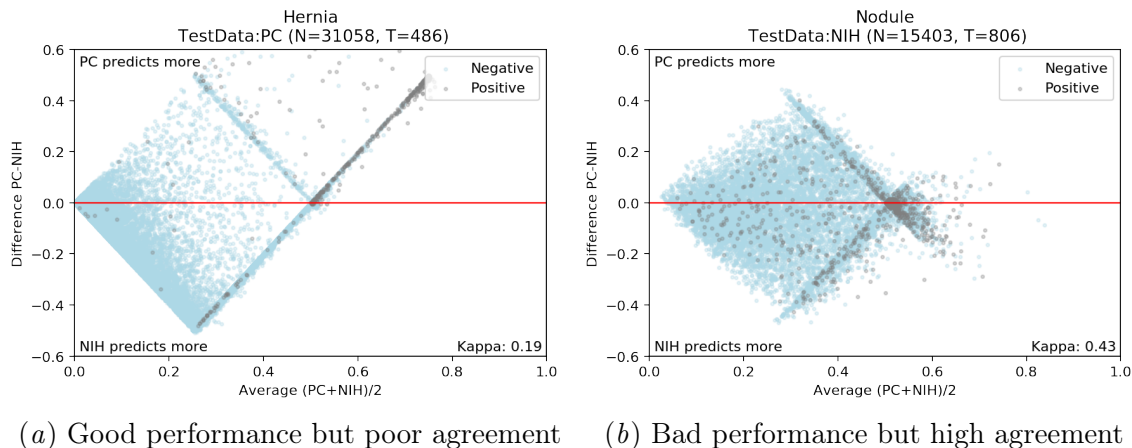 Hernia
TestData:PC (N=31058, T=486)
PC predicts more
Negative
Positive
0.6
0.4
0.2
0.0
−0.2
−0.4
−0.6
Difference PC-NIH
NIH predicts more
Kappa: 0.19
0.0 0.2 0.4 0.6 0.8 1.0
Average (PC+NIH)/2
(a) Good performance but poor agreement
Nodule
TestData:NIH (N=15403, T=806)
PC predicts more
Negative
Positive
0.6
0.4
0.2
0.0
−0.2
−0.4
−0.6
Difference PC-NIH
NIH predicts more
Kappa: 0.43
0.0 0.2 0.4 0.6 0.8 1.0
Average (PC+NIH)/2
(b) Bad performance but high agreement